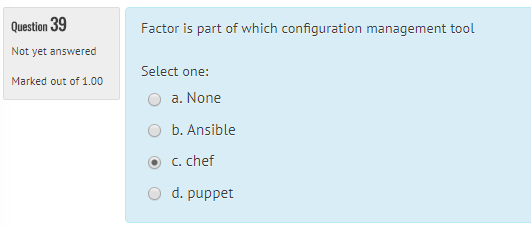 Question 39
Not yet answered
Marked out of 1.00
Factor is part of which configuration management tool
Select one:
a. None
b. Ansible
c. chef
d. puppet